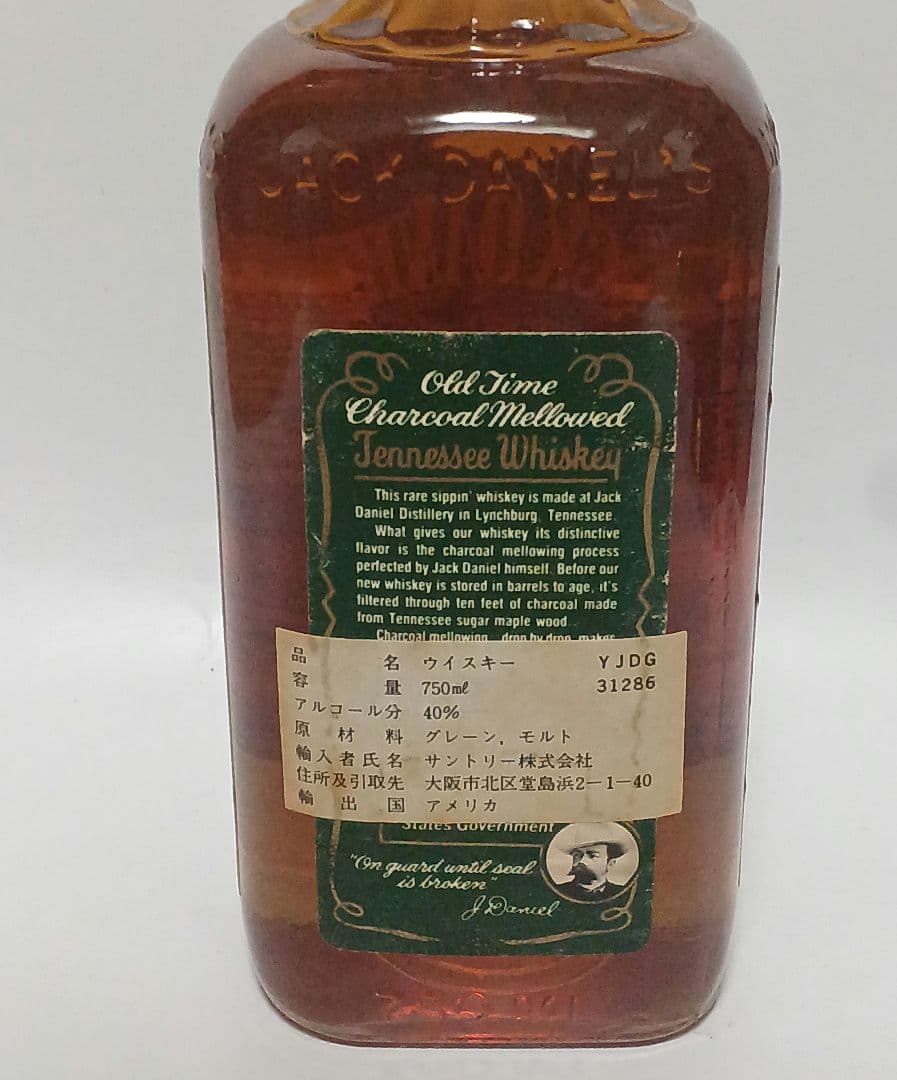 JACK DANIEL'S
Old Time
Charcoal Mellowed
Tennessee Whiskey
This rare sippin' whiskey is made at Jack
Daniel Distillery in Lynchburg, Tennessee.
What gives our whiskey its distinctive
flavor is the charcoal mellowing process
perfected by Jack Daniel himself. Before our
new whiskey is stored in barrels to age, it's
filtered through ten feet of charcoal made
from Tennessee sugar maple wood.
Charcoal mellowing, drop by drop, makes
品名 ウイスキー YJDG
容量 750ml 31286
アルコール分 40%
原材料 グレーン, モルト
輸入者氏名 サントリー株式会社
住所及引取先 大阪市北区堂島浜2-1-40
輸出国 アメリカ
States Government
"On guard until seal
is broken"
J Daniel